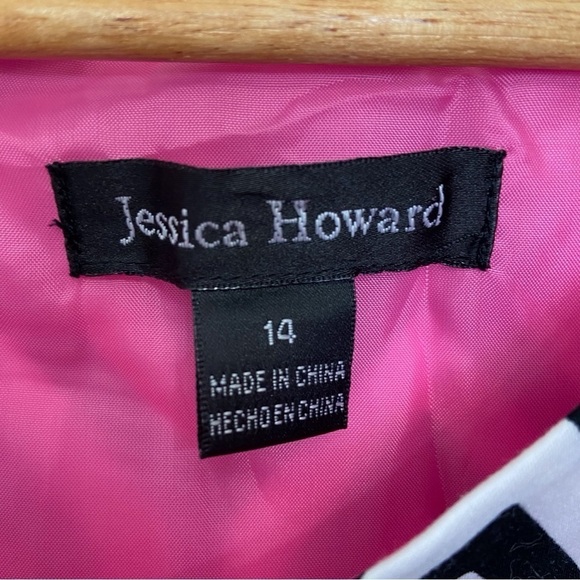 Jessica Howard
14
MADE IN CHINA
HECHO EN CHINA